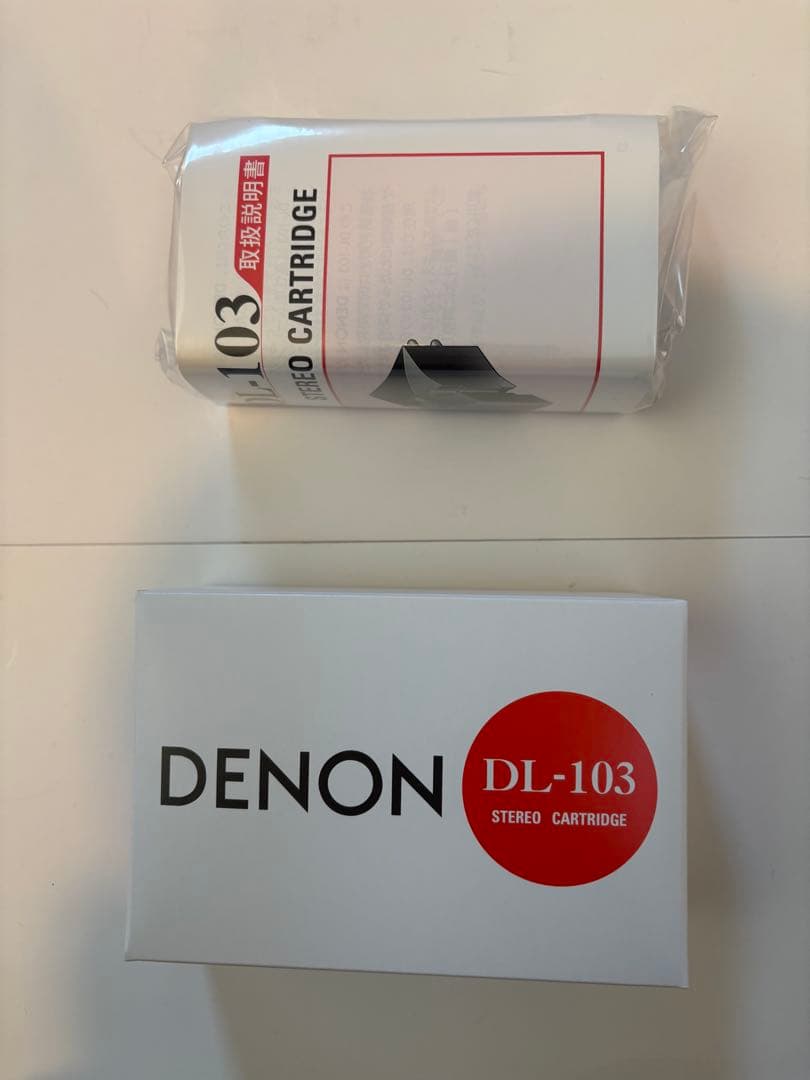 DL-103 取扱説明書
STEREO CARTRIDGE
DENON
DL-103
STEREO CARTRIDGE